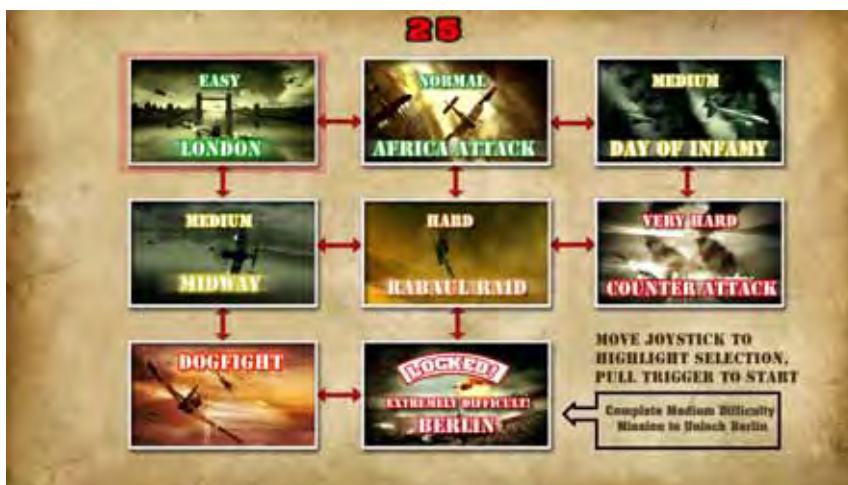 25
EASY
LONDON
NORMAL
AFRICA ATTACK
MEDIUM
DAY OF INFAMY
MEDIUM
MIDWAY
HARD
RABAUL RAID
VERY HARD
COUNTER ATTACK
DOGFIGHT
LOCKED!
EXTREMELY DIFFICULT!
BERLIN
MOVE JOYSTICK TO
HIGHLIGHT SELECTION,
PULL TRIGGER TO START
Complete Medium Difficulty
Mission to Unlock Berlin